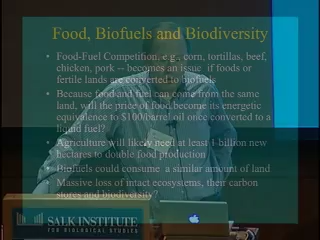 Food, Biofuels and Biodiversity
• Food-Fuel Competition. e.g., corn, tortillas, beef,
chicken, pork -- becomes an issue if foods or
fertile lands are converted to biofuels
• Because food and fuel can come from the same
land, will the price of food become its energetic
equivalence to $100/barrel oil once converted to a
liquid fuel?
• Agriculture will likely need at least 1 billion new
hectares to double food production
• Biofuels could consume a similar amount of land
• Massive loss of intact ecosystems, their carbon
stores and biodiversity?
SALK INSTITUTE
FOR BIOLOGICAL STUDIES